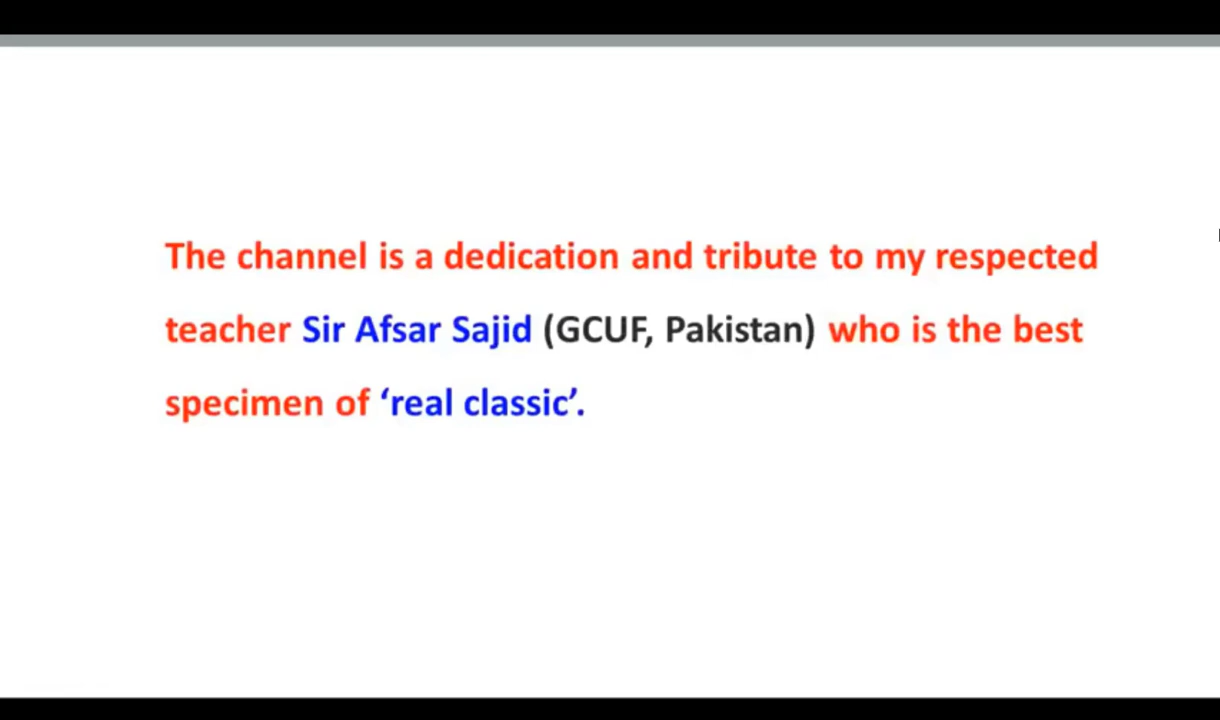 The channel is a dedication and tribute to my respected
teacher Sir Afsar Sajid (GCUF, Pakistan) who is the best
specimen of ‘real classic’.